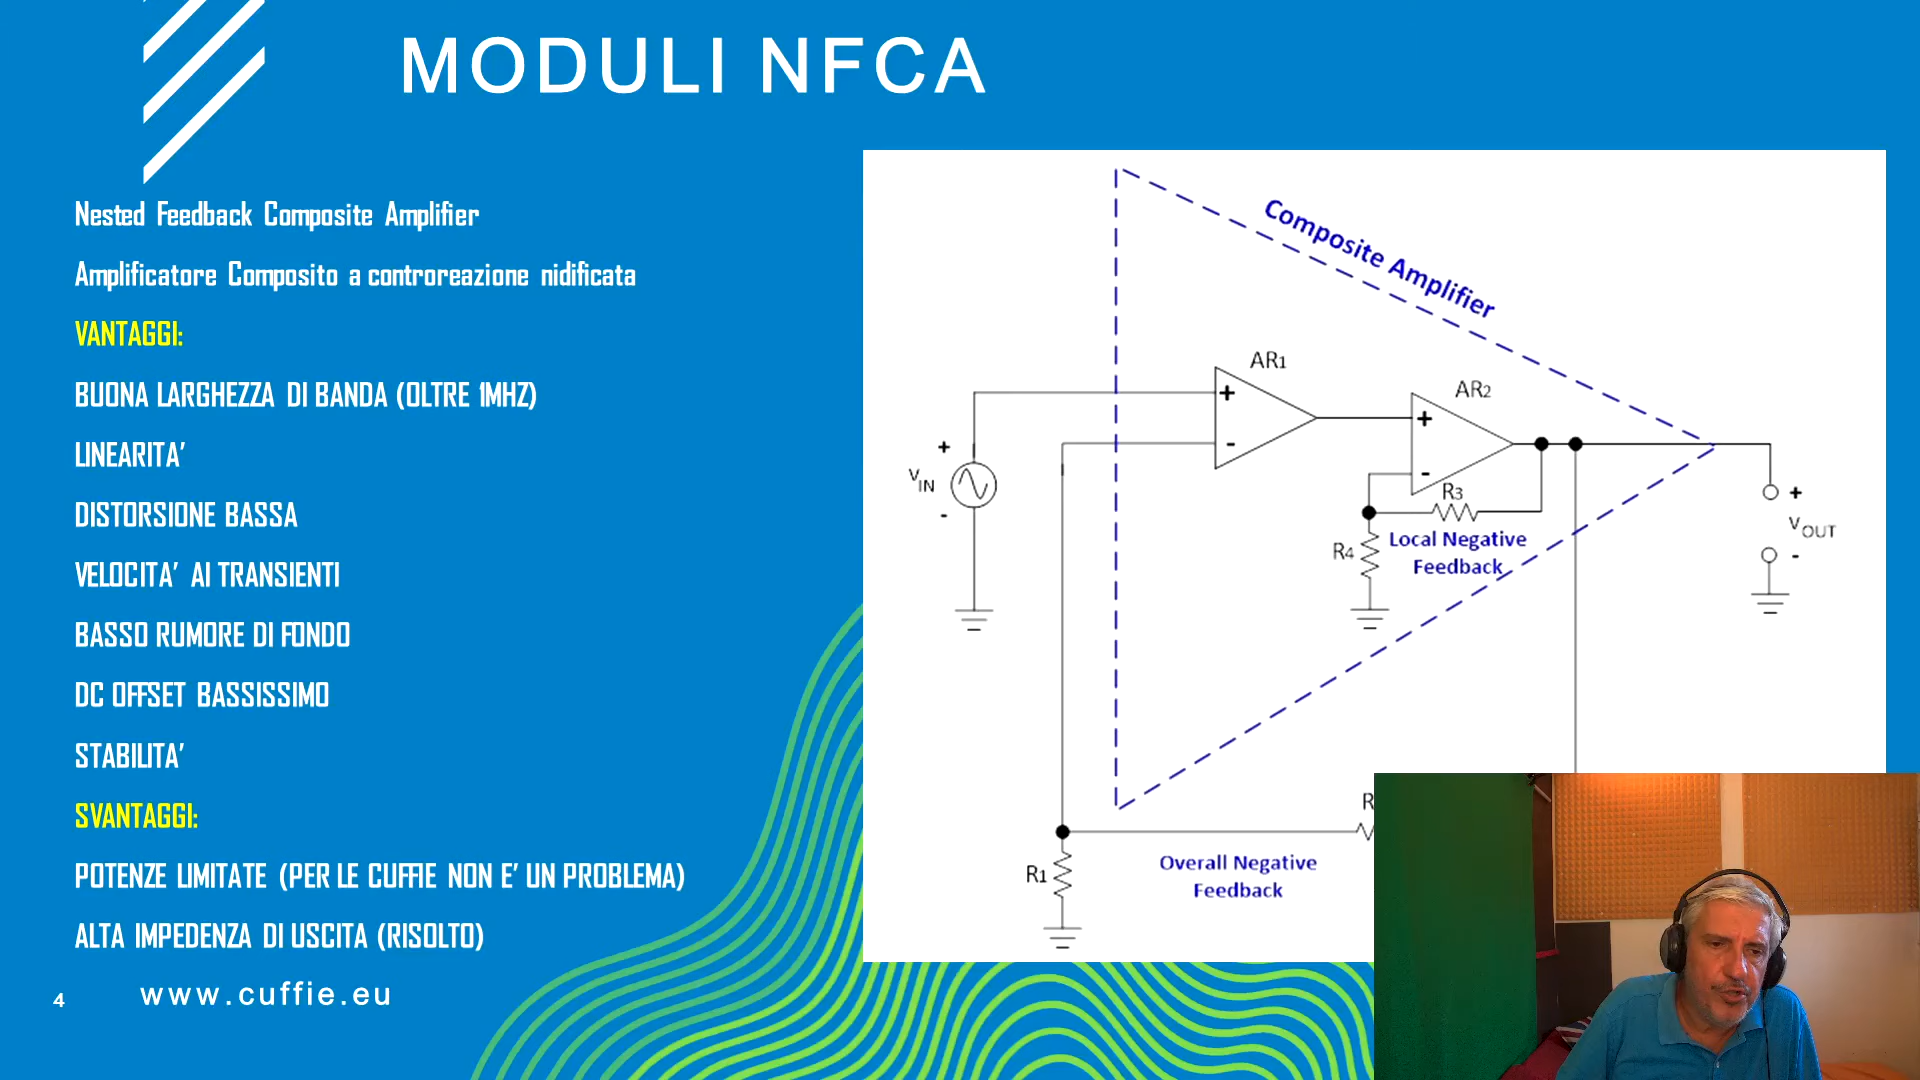 MODULI NFCA
Nested Feedback Composite Amplifier
Amplificatore Composito a controreazione nidificata
VANTAGGI:
BUONA LARGHEZZA DI BANDA (OLTRE 1MHZ)
LINEARITA’
DISTORSIONE BASSA
VELOCITA’ AI TRANSIENTI
BASSO RUMORE DI FONDO
DC OFFSET BASSISSIMO
STABILITA’
SVANTAGGI:
POTENZE LIMITATE (PER LE CUFFIE NON E’ UN PROBLEMA)
ALTA IMPEDENZA DI USCITA (RISOLTO)
4
www.cuffie.eu
Composite Amplifier
AR1
AR2
+
+
+
-
VIN
-
-
R3
+
VOUT
-
R4
Local Negative
Feedback
R
Overall Negative
Feedback
R1